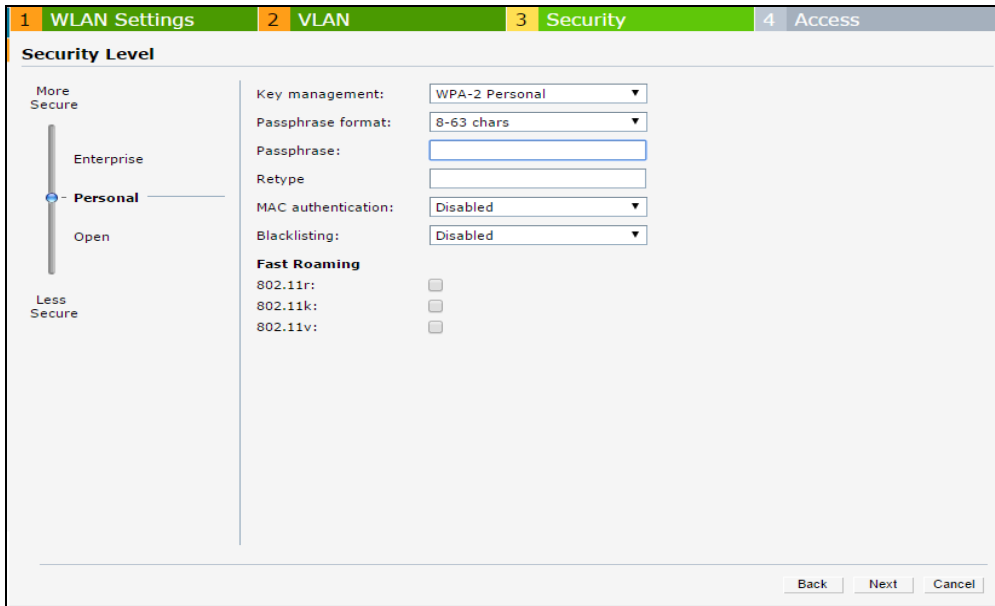 1 WLAN Settings 2 VLAN 3 Security 4 Access
Security Level
More
Secure
Enterprise
Personal
Open
Less
Secure
Key management: WPA-2 Personal
Passphrase format: 8-63 chars
Passphrase:
Retype
MAC authentication: Disabled
Blacklisting: Disabled
Fast Roaming
802.11r:
802.11k:
802.11v:
Back Next Cancel